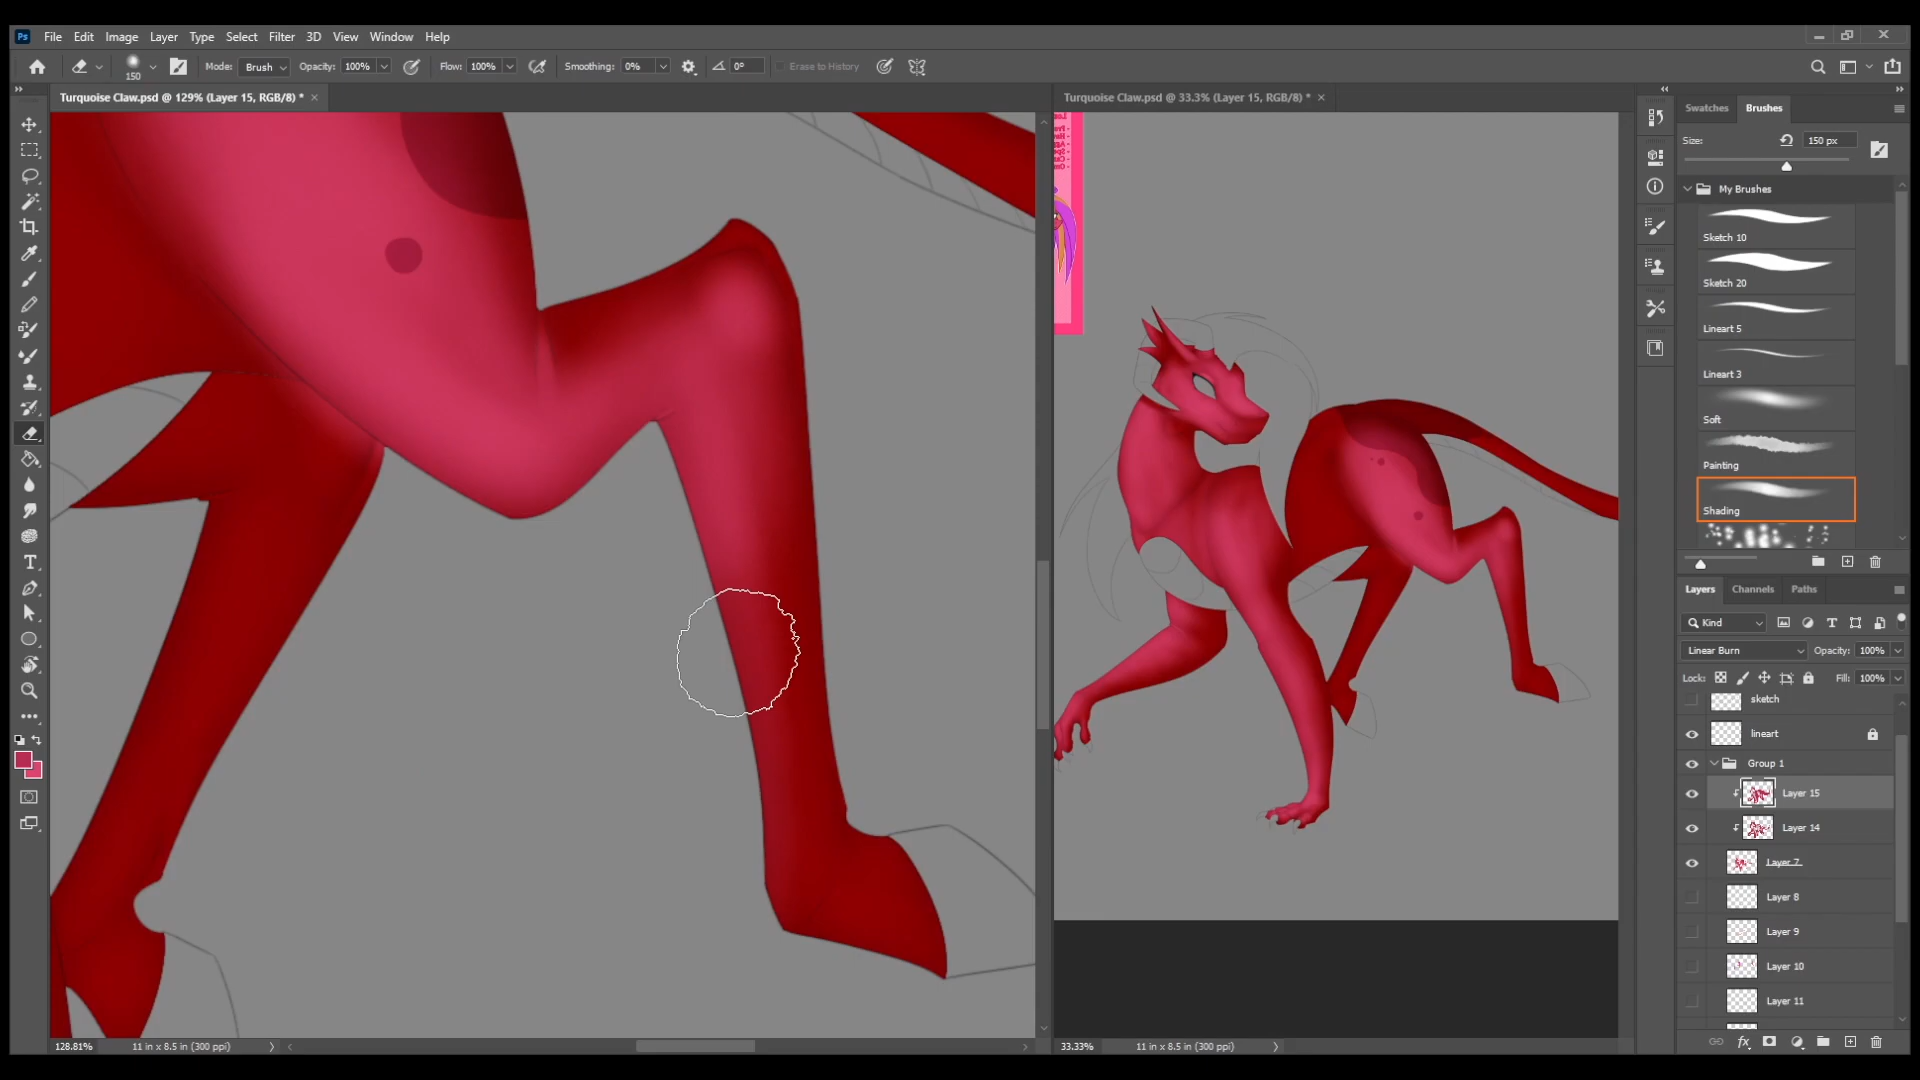 Ps File Edit Image Layer Type Select Filter 3D View Window Help
150 Mode: Brush Opacity: 100% Flow: 100% Smoothing: 0% 0° Erase to History
Turquoise Claw.psd @ 129% (Layer 15, RGB/8) * ×
Turquoise Claw.psd @ 33.3% (Layer 15, RGB/8) * ×
Swatches Brushes
Size: 150 px
My Brushes
Sketch 10
Sketch 20
Lineart 5
Lineart 3
Soft
Painting
Shading
Layers Channels Paths
Kind
Linear Burn Opacity: 100%
Lock: Fill: 100%
sketch
lineart
Group 1
Layer 15
Layer 14
Layer 7
Layer 8
Layer 9
Layer 10
Layer 11
128.81% 11 in x 8.5 in (300 ppi)
33.33% 11 in x 8.5 in (300 ppi)